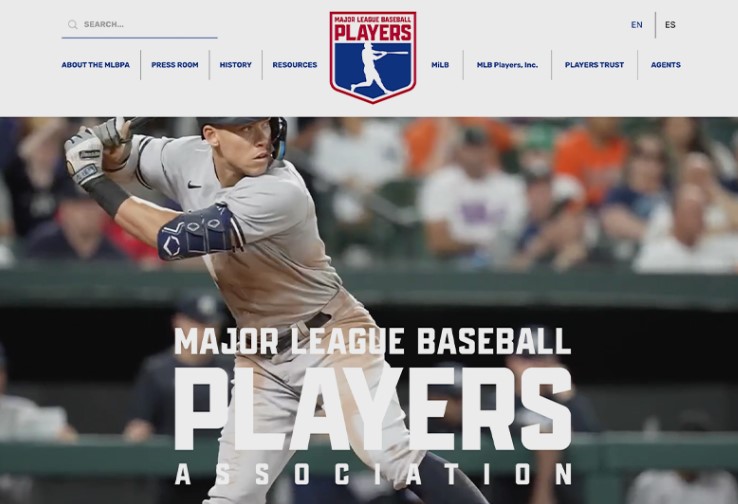 SEARCH...
EN
ES
MAJOR LEAGUE BASEBALL
PLAYERS
ABOUT THE MLBPA
PRESS ROOM
HISTORY
RESOURCES
MiLB
MLB Players, Inc.
PLAYERS TRUST
AGENTS
MAJOR LEAGUE BASEBALL
PLAYERS
ASSOCIATION